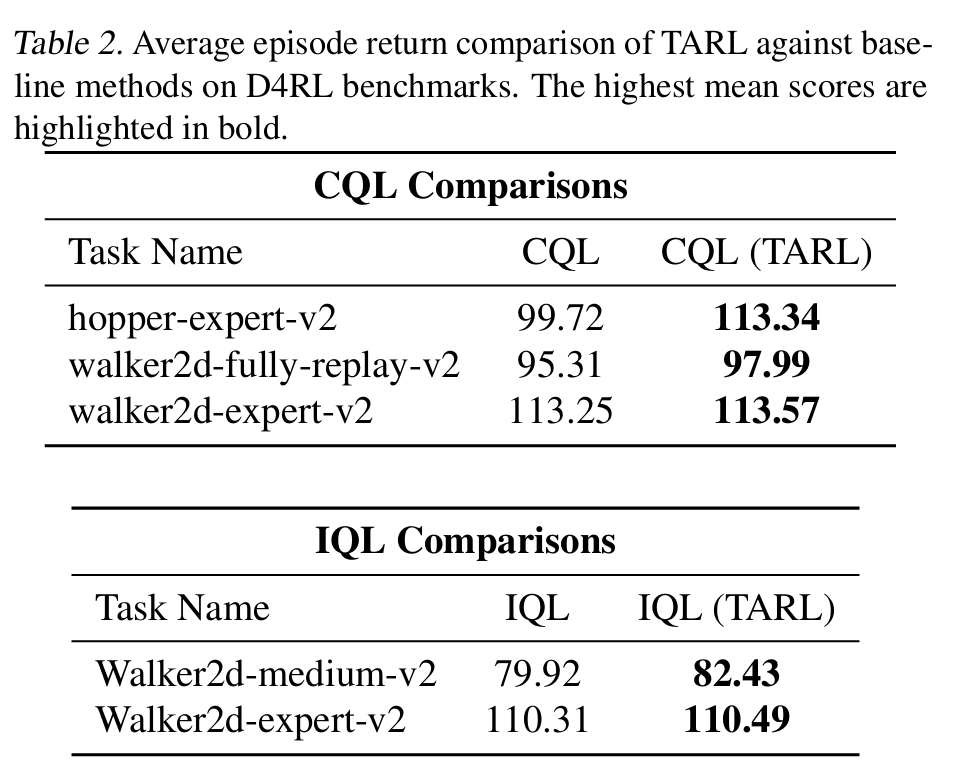 Table 2. Average episode return comparison of TARL against base-
line methods on D4RL benchmarks. The highest mean scores are
highlighted in bold.
CQL Comparisons
Task Name CQL CQL (TARL)
hopper-expert-v2 99.72 113.34
walker2d-fully-replay-v2 95.31 97.99
walker2d-expert-v2 113.25 113.57
IQL Comparisons
Task Name IQL IQL (TARL)
Walker2d-medium-v2 79.92 82.43
Walker2d-expert-v2 110.31 110.49